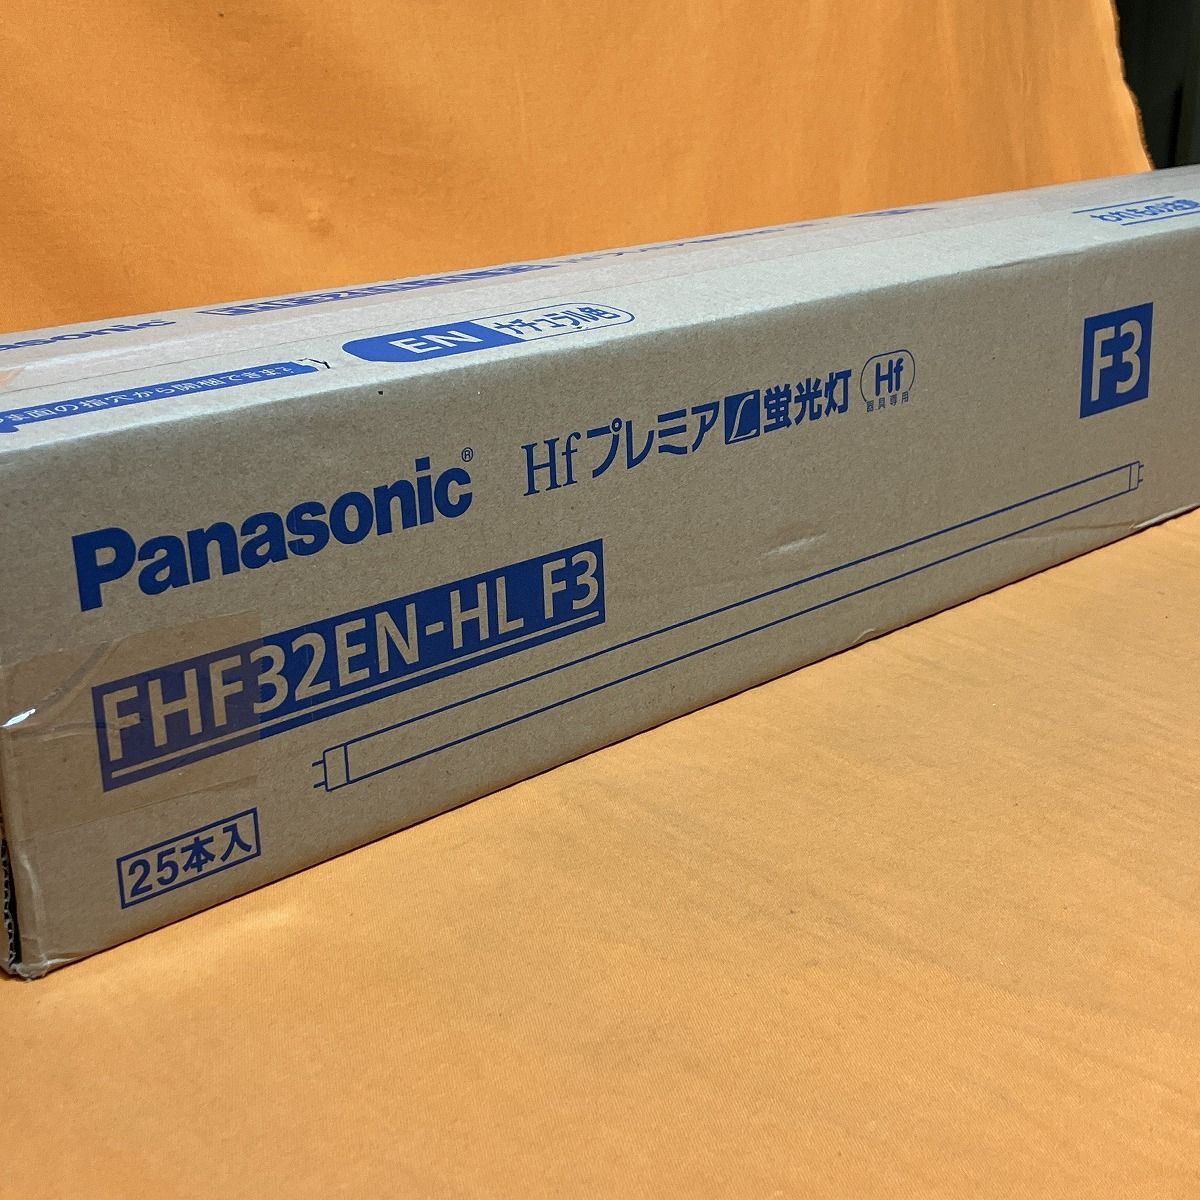 EN ナチュラル色
Panasonic®
Hfプレミア L 蛍光灯 Hf
器具専用
F3
FHF32EN-HL F3
25本入